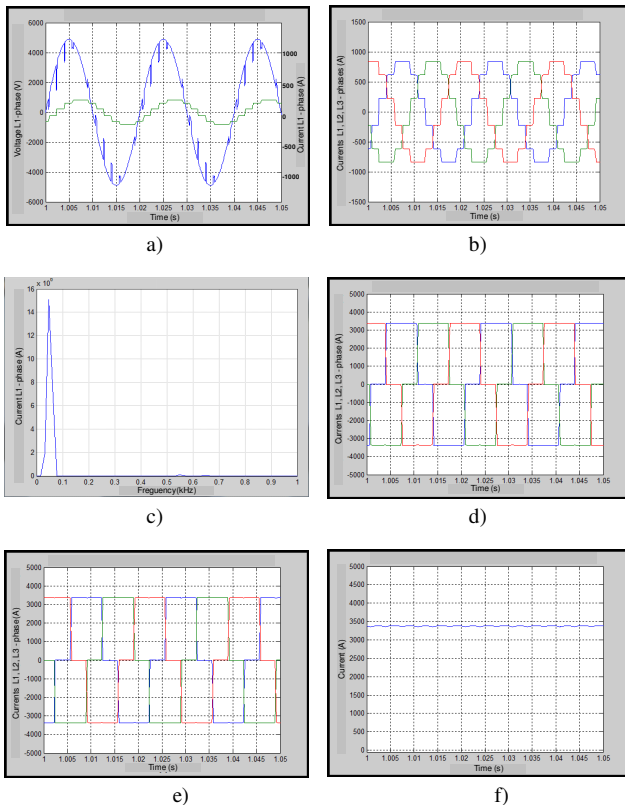 Voltage L1-phase (V)
6000
4000
2000
0
-2000
-4000
-6000
1000
500
0
-500
-1000
Current L1-phase (A)
1 1.005 1.01 1.015 1.02 1.025 1.03 1.035 1.04 1.045 1.05
Time (s)
a)
Currents L1, L2, L3 - phases (A)
1500
1000
500
0
-500
-1000
-1500
1 1.005 1.01 1.015 1.02 1.025 1.03 1.035 1.04 1.045 1.05
Time (s)
b)
Current L1 - phase (A)
16
14
12
10
8
6
4
2
0
0 0.1 0.2 0.3 0.4 0.5 0.6 0.7 0.8 0.9 1
Freguency(kHz)
c)
Currents L1, L2, L3 - phase (A)
5000
4000
3000
2000
1000
0
-1000
-2000
-3000
-4000
-5000
1 1.005 1.01 1.015 1.02 1.025 1.03 1.035 1.04 1.045 1.05
Time (s)
d)
Currents L1, L2, L3 - phase(A)
5000
4000
3000
2000
1000
0
-1000
-2000
-3000
-4000
-5000
1 1.005 1.01 1.015 1.02 1.025 1.03 1.035 1.04 1.045 1.05
Time (s)
e)
Current (A)
5000
4500
4000
3500
3000
2500
2000
1500
1000
500
0
1 1.005 1.01 1.015 1.02 1.025 1.03 1.035 1.04 1.045 1.05
Time (s)
f)